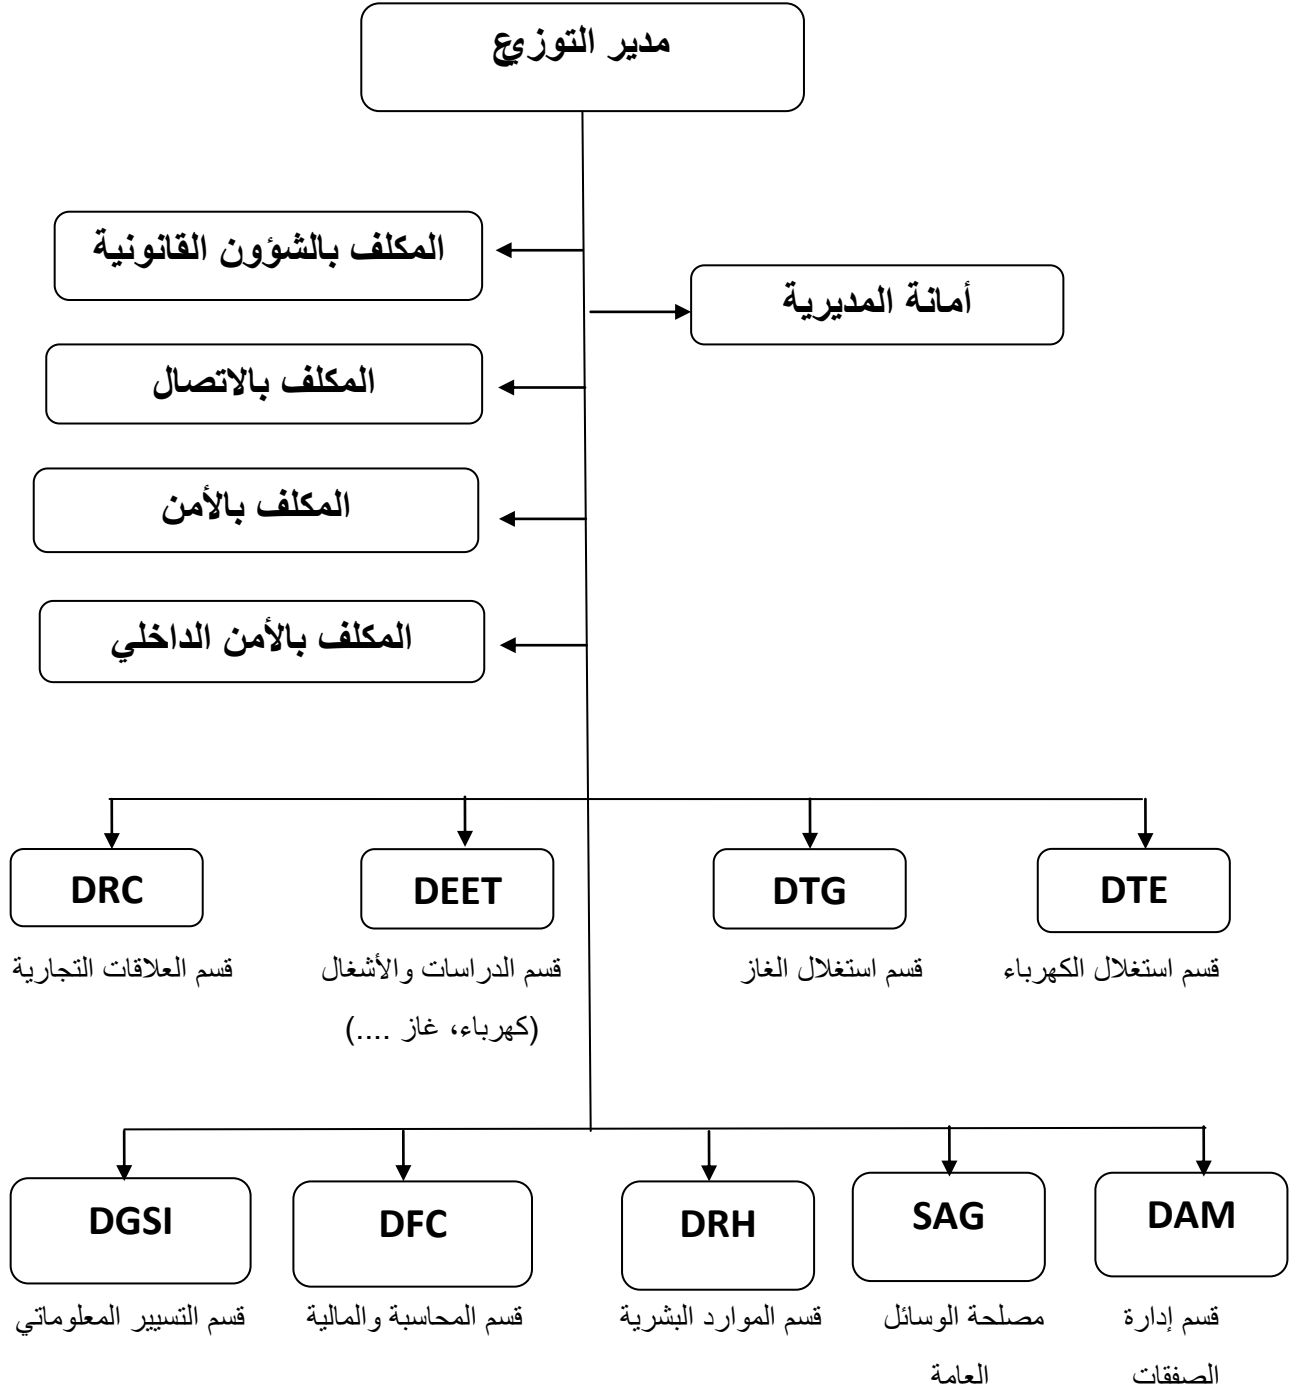 مدير التوزيع
المكلف بالشؤون القانونية
أمانة المديرية
المكلف بالاتصال
المكلف بالأمن
المكلف بالأمن الداخلي
DTE
DTG
DEET
DRC
قسم استغلال الكهرباء
قسم استغلال الغاز
قسم الدراسات والأشغال
(كهرباء، غاز ....)
قسم العلاقات التجارية
DAM
SAG
DRH
DFC
DGSI
قسم إدارة
الصفقات
مصلحة الوسائل
العامة
قسم الموارد البشرية
قسم المحاسبة والمالية
قسم التسيير المعلوماتي